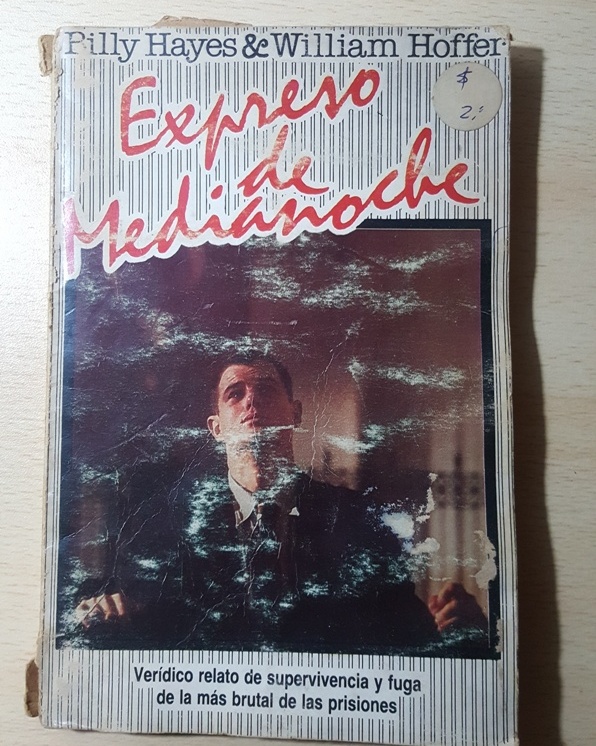 Billy Hayes & William Hoffer
Expreso
de
Medianoche
$
2.-
Verídico relato de supervivencia y fuga
de la más brutal de las prisiones